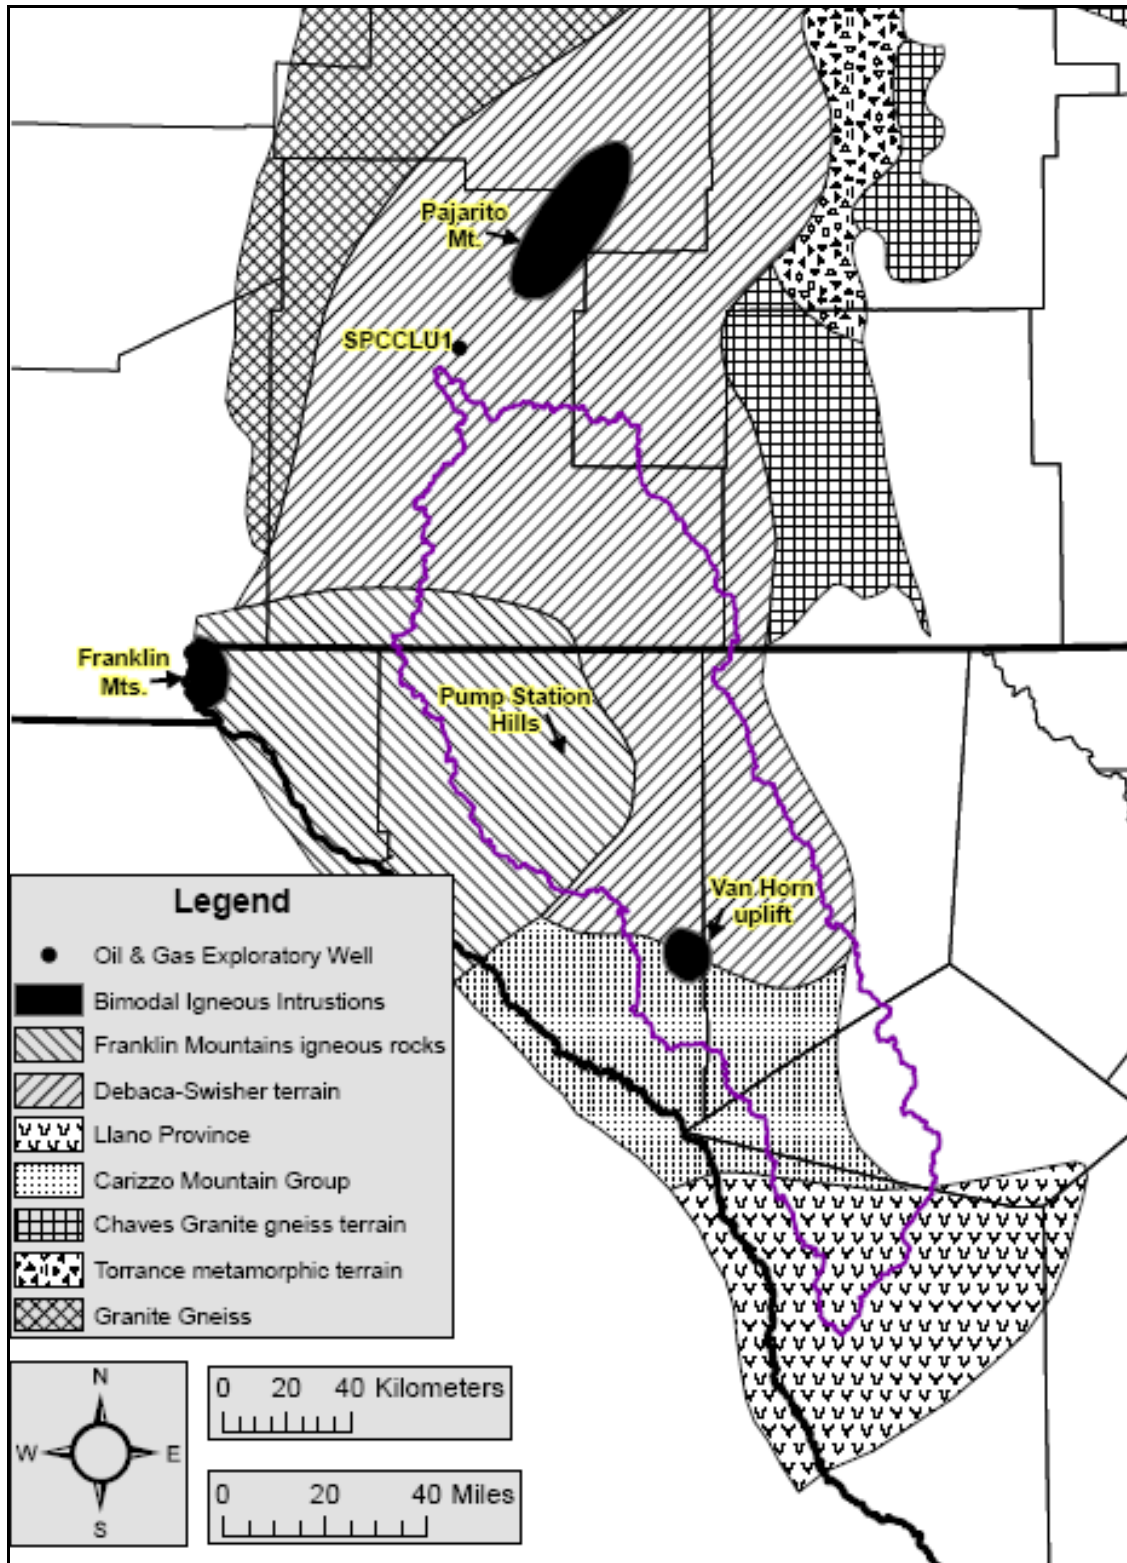 Pajarito
Mt.
SPCCLU1
Franklin
Mts.
Pump Station
Hills
Van Horn
uplift
Legend
Oil & Gas Exploratory Well
Bimodal Igneous Intrustions
Franklin Mountains igneous rocks
Debaca-Swisher terrain
Llano Province
Carizzo Mountain Group
Chaves Granite gneiss terrain
Torrance metamorphic terrain
Granite Gneiss
N
W E
S
0 20 40 Kilometers
0 20 40 Miles